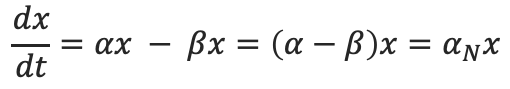 dx/dt = αx − βx = (α − β)x = α_N x